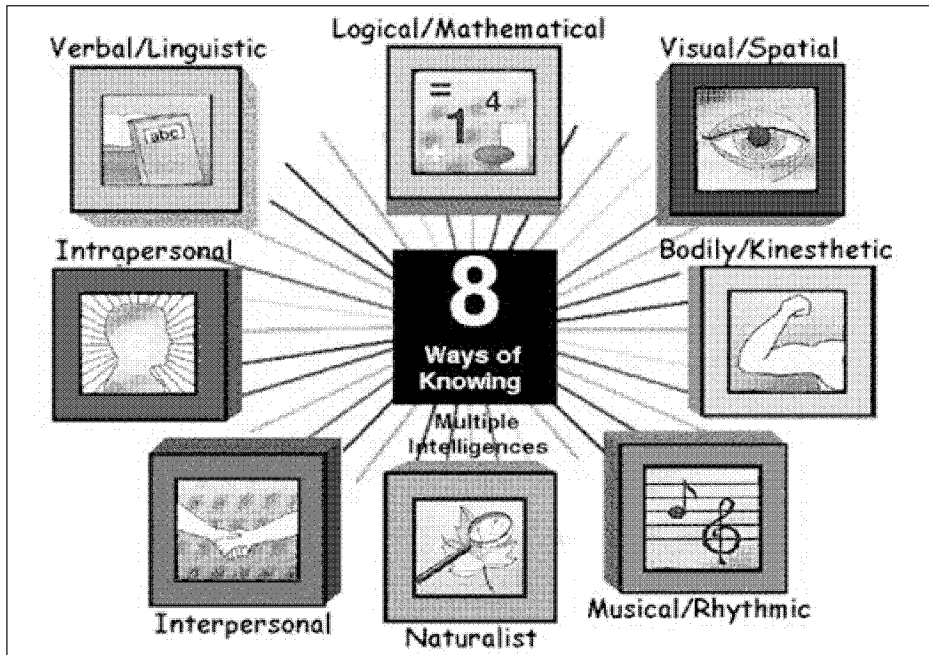 Verbal/Linguistic
Logical/Mathematical
Visual/Spatial
abc
=
1 4
Intrapersonal
Bodily/Kinesthetic
8
Ways of
Knowing
Multiple
Intelligences
Interpersonal
Naturalist
Musical/Rhythmic